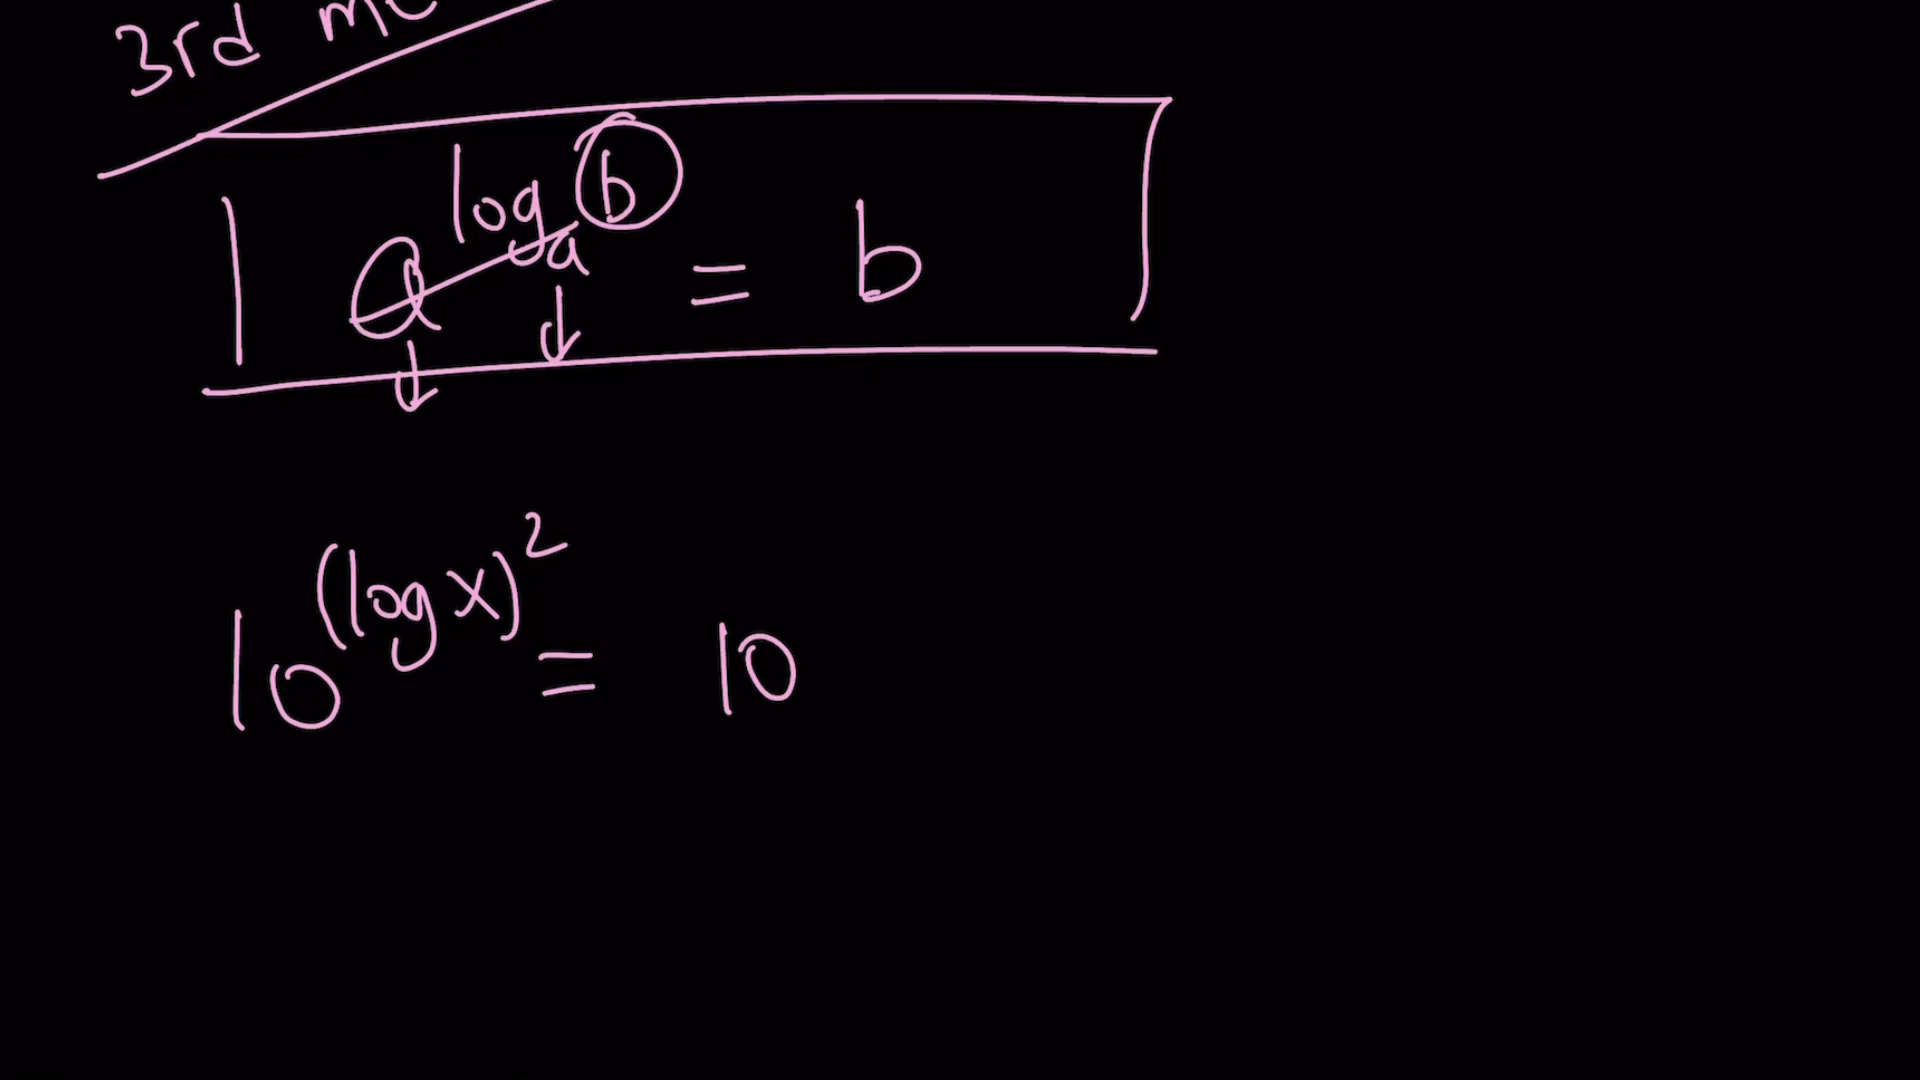 3rd
a^{log_a b} = b
10^{(log x)^2} = 10